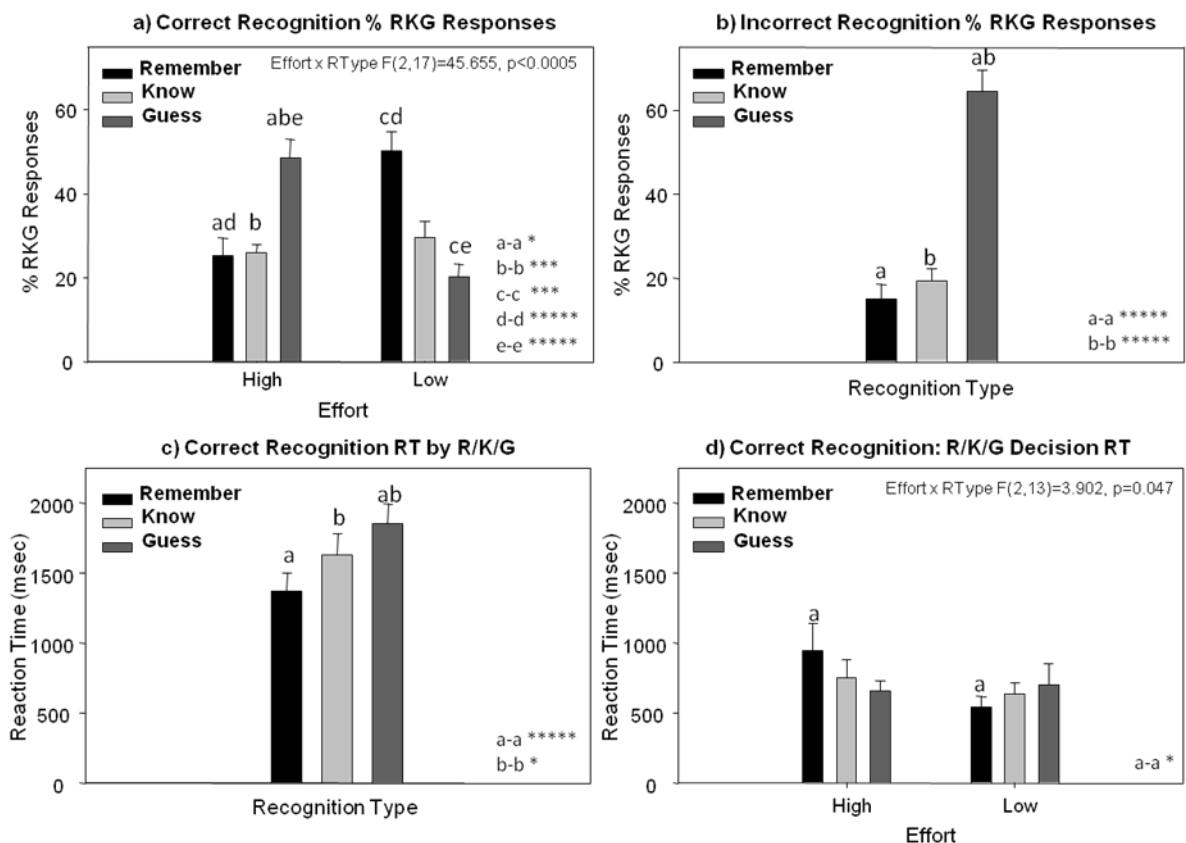 a) Correct Recognition % RKG Responses
Effort x RType F(2,17)=45.655, p<0.0005
Remember
Know
Guess
% RKG Responses
60
40
20
0
ad
b
abe
cd
ce
a-a *
b-b ***
c-c ***
d-d *****
e-e *****
High
Low
Effort
b) Incorrect Recognition % RKG Responses
Remember
Know
Guess
% RKG Responses
60
40
20
0
a
b
ab
a-a *****
b-b *****
Recognition Type
c) Correct Recognition RT by R/K/G
Remember
Know
Guess
Reaction Time (msec)
2000
1500
1000
500
0
a
b
ab
a-a *****
b-b *
Recognition Type
d) Correct Recognition: R/K/G Decision RT
Effort x RType F(2,13)=3.902, p=0.047
Remember
Know
Guess
Reaction Time (msec)
2000
1500
1000
500
0
a
a
a-a *
High
Low
Effort